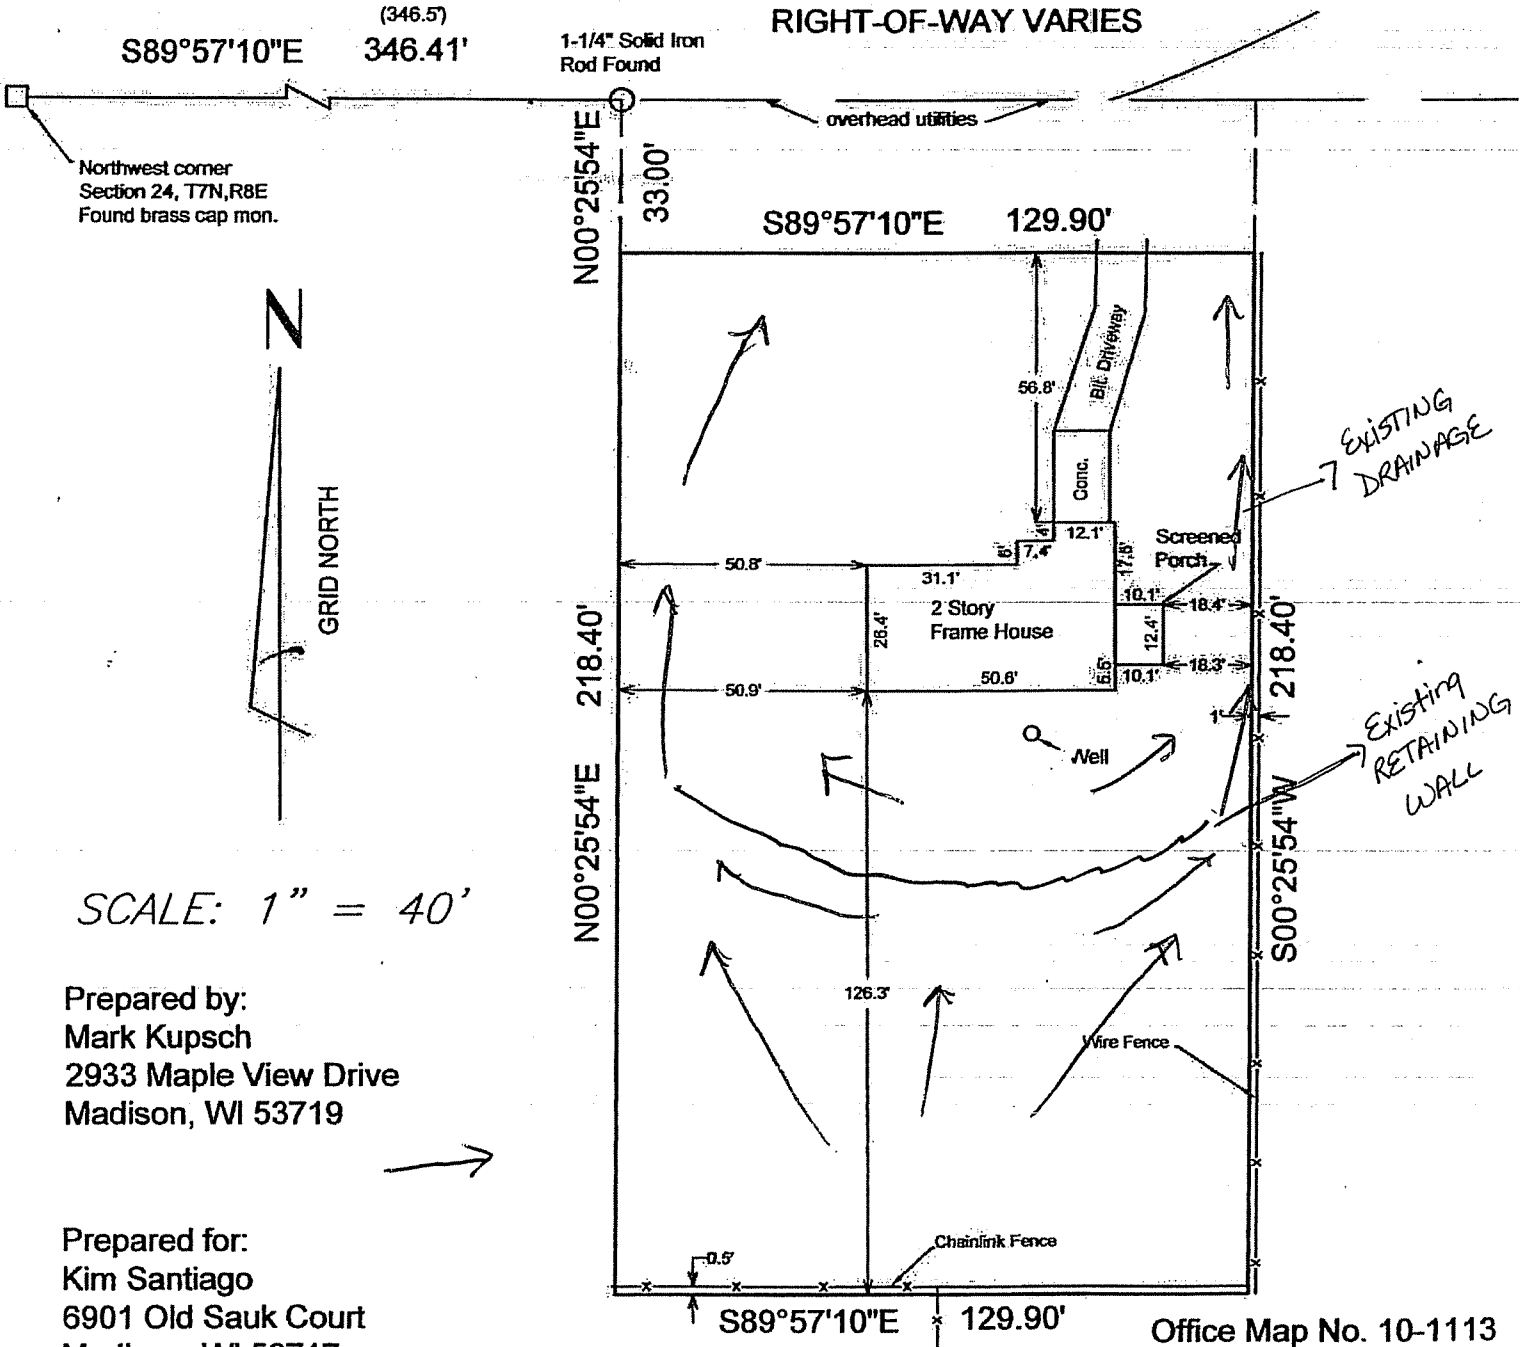 (346.5')
RIGHT-OF-WAY VARIES
S89°57'10"E 346.41'
1-1/4" Solid Iron
Rod Found
overhead utilities
Northwest corner
Section 24, T7N,R8E
Found brass cap mon.
N00°25'54"E
33.00'
S89°57'10"E 129.90'
N
GRID NORTH
56.8'
Bit. Driveway
Conc.
EXISTING
DRAINAGE
4'
12.1'
6'
7.4'
17.5'
Screened
Porch
50.8'
31.1'
10.1'
18.4'
2 Story
Frame House
26.4'
12.4'
218.40'
218.40'
50.9'
50.6'
5.5'
10.1'
18.3'
1'
Existing
RETAINING
WALL
Well
N00°25'54"E
S00°25'54"W
SCALE: 1" = 40'
126.3'
Prepared by:
Mark Kupsch
2933 Maple View Drive
Madison, WI 53719
Wire Fence
Prepared for:
Kim Santiago
6901 Old Sauk Court
Chainlink Fence
0.5'
S89°57'10"E 129.90'
Office Map No. 10-1113